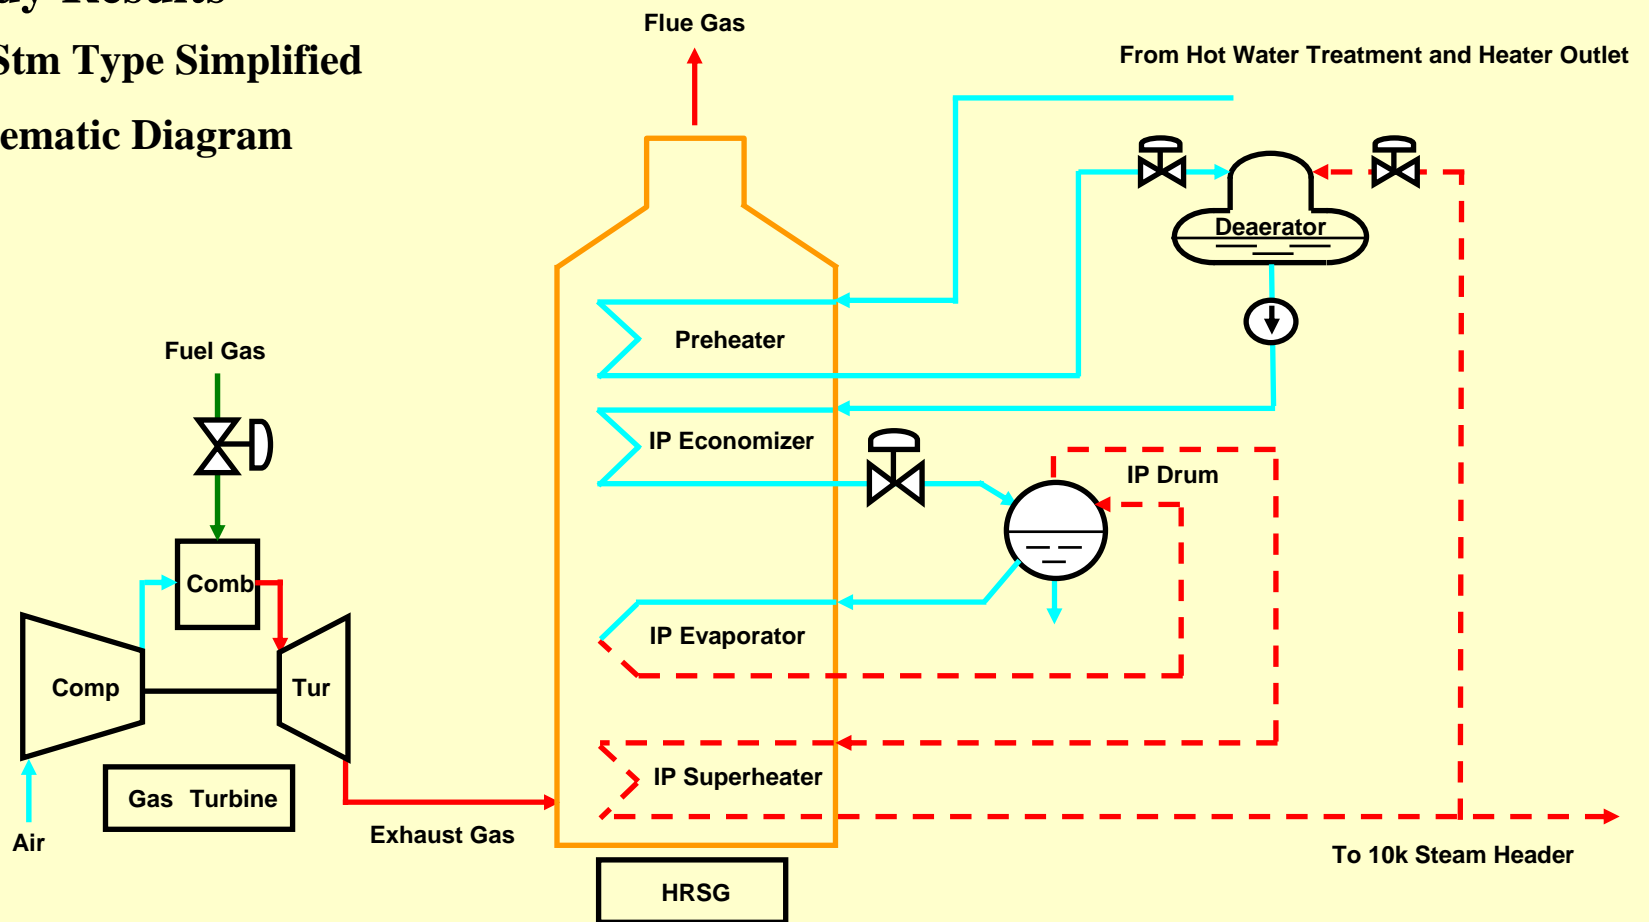 Results
Stm Type Simplified
Diagram
Flue Gas
From Hot Water Treatment and Heater Outlet
Deaerator
Preheater
Fuel Gas
IP Economizer
IP Drum
Comb
IP Evaporator
Comp
Tur
IP Superheater
Gas Turbine
Exhaust Gas
Air
To 10k Steam Header
HRSG